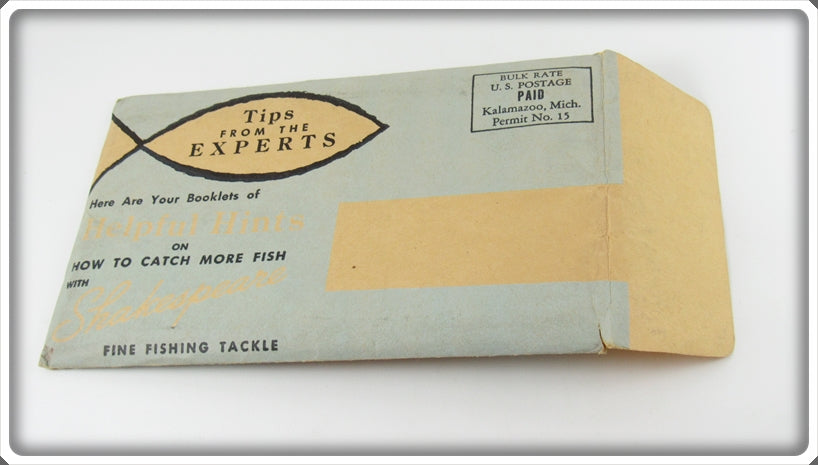 Tips
FROM THE
EXPERTS
BULK RATE
U. S. POSTAGE
PAID
Kalamazoo, Mich.
Permit No. 15
Here Are Your Booklets of
Helpful Hints
ON
HOW TO CATCH MORE FISH
WITH
Shakespeare
FINE FISHING TACKLE